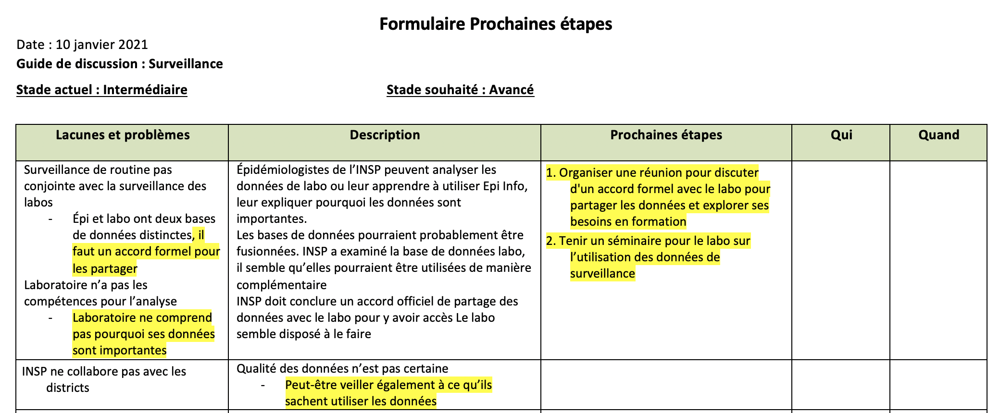 Formulaire Prochaines étapes
Date : 10 janvier 2021
Guide de discussion : Surveillance
Stade actuel : Intermédiaire
Stade souhaité : Avancé
Lacunes et problèmes
Description
Prochaines étapes
Qui
Quand
Surveillance de routine pas
conjointe avec la surveillance des
labos
- Épi et labo ont deux bases
de données distinctes, il
faut un accord formel pour
les partager
Laboratoire n’a pas les
compétences pour l’analyse
- Laboratoire ne comprend
pas pourquoi ses données
sont importantes
Épidémiologistes de l’INSP peuvent analyser les
données de labo ou leur apprendre à utiliser Epi Info,
leur expliquer pourquoi les données sont
importantes.
Les bases de données pourraient probablement être
fusionnées. INSP a examiné la base de données labo,
il semble qu’elles pourraient être utilisées de manière
complémentaire
INSP doit conclure un accord officiel de partage des
données avec le labo pour y avoir accès Le labo
semble disposé à le faire
1. Organiser une réunion pour discuter
d'un accord formel avec le labo pour
partager les données et explorer ses
besoins en formation
2. Tenir un séminaire pour le labo sur
l’utilisation des données de
surveillance
INSP ne collabore pas avec les
districts
Qualité des données n’est pas certaine
- Peut-être veiller également à ce qu’ils
sachent utiliser les données